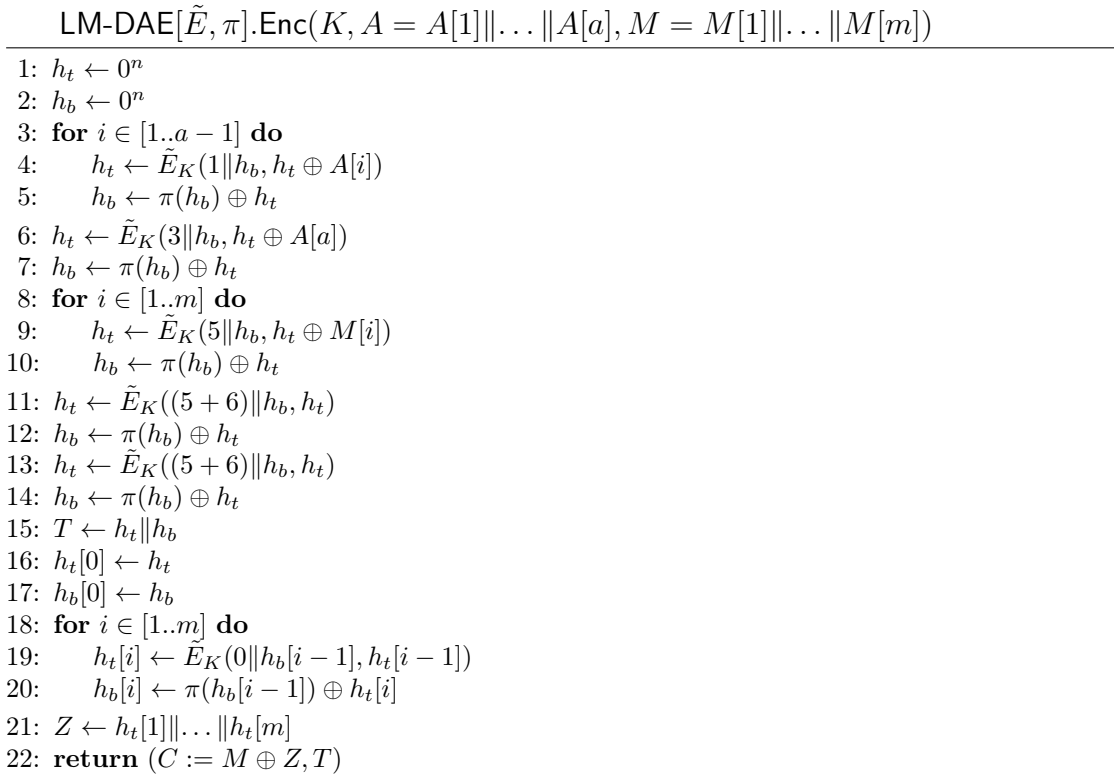 LM-DAE[Ẽ, π].Enc(K, A = A[1]‖. . . ‖A[a], M = M[1]‖. . . ‖M[m])
1: h_t ← 0^n
2: h_b ← 0^n
3: for i ∈ [1..a − 1] do
4: h_t ← Ẽ_K(1‖h_b, h_t ⊕ A[i])
5: h_b ← π(h_b) ⊕ h_t
6: h_t ← Ẽ_K(3‖h_b, h_t ⊕ A[a])
7: h_b ← π(h_b) ⊕ h_t
8: for i ∈ [1..m] do
9: h_t ← Ẽ_K(5‖h_b, h_t ⊕ M[i])
10: h_b ← π(h_b) ⊕ h_t
11: h_t ← Ẽ_K((5 + 6)‖h_b, h_t)
12: h_b ← π(h_b) ⊕ h_t
13: h_t ← Ẽ_K((5 + 6)‖h_b, h_t)
14: h_b ← π(h_b) ⊕ h_t
15: T ← h_t‖h_b
16: h_t[0] ← h_t
17: h_b[0] ← h_b
18: for i ∈ [1..m] do
19: h_t[i] ← Ẽ_K(0‖h_b[i − 1], h_t[i − 1])
20: h_b[i] ← π(h_b[i − 1]) ⊕ h_t[i]
21: Z ← h_t[1]‖. . . ‖h_t[m]
22: return (C := M ⊕ Z, T)